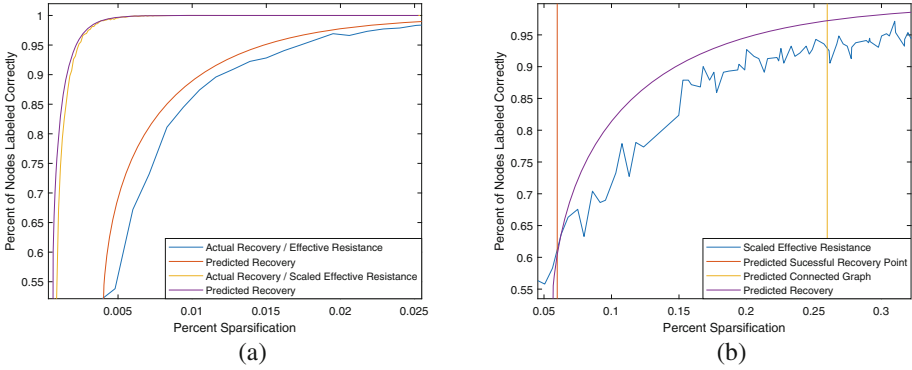 1
0.95
0.9
0.85
0.8
0.75
0.7
0.65
0.6
0.55
Percent of Nodes Labeled Correctly
Actual Recovery / Effective Resistance
Predicted Recovery
Actual Recovery / Scaled Effective Resistance
Predicted Recovery
0.005
0.01
0.015
0.02
0.025
Percent Sparsification
(a)
0.95
0.9
0.85
0.8
0.75
0.7
0.65
0.6
0.55
Percent of Nodes Labeled Correctly
Scaled Effective Resistance
Predicted Sucessful Recovery Point
Predicted Connected Graph
Predicted Recovery
0.05
0.1
0.15
0.2
0.25
0.3
Percent Sparsification
(b)